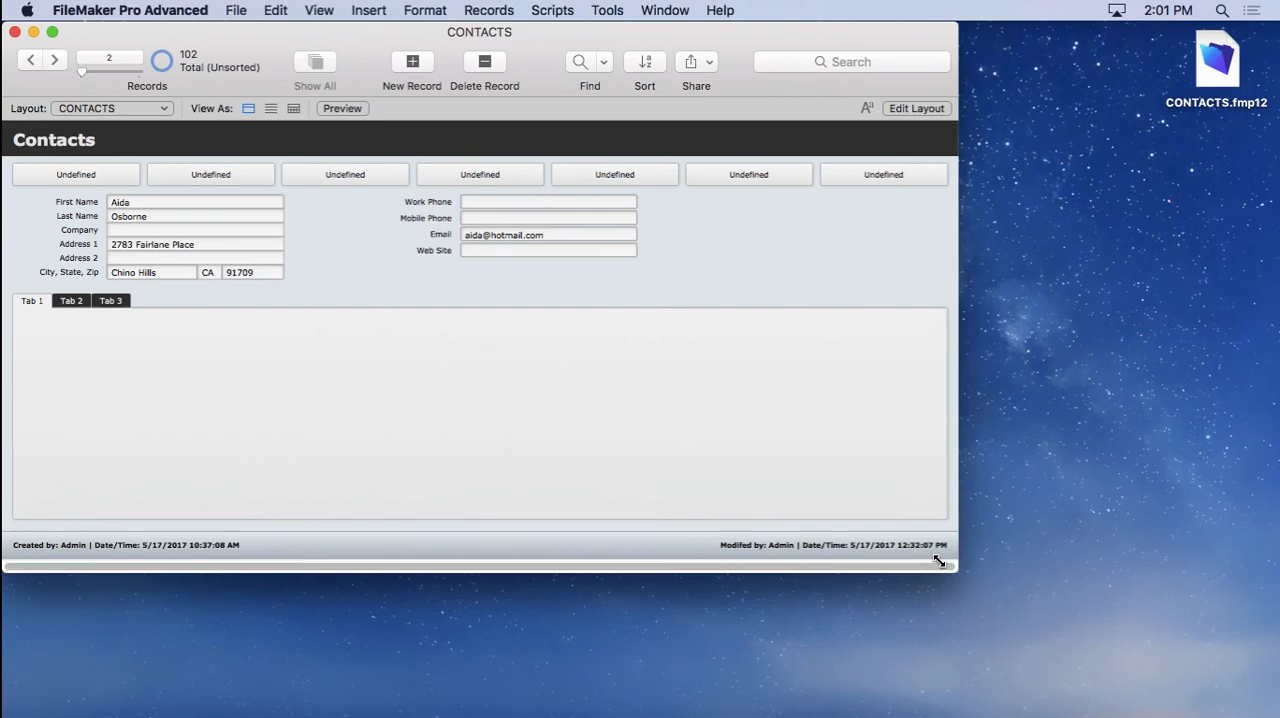 FileMaker Pro Advanced File Edit View Insert Format Records Scripts Tools Window Help 2:01 PM
CONTACTS
2 102 Total (Unsorted) Records
Show All New Record Delete Record Find Sort Share Search
Layout: CONTACTS View As: Preview Aa Edit Layout
CONTACTS.fmp12
Contacts
Undefined Undefined Undefined Undefined Undefined Undefined Undefined
First Name Aida Work Phone
Last Name Osborne Mobile Phone
Company Email aida@hotmail.com
Address 1 2783 Fairlane Place Web Site
Address 2
City, State, Zip Chino Hills CA 91709
Tab 1 Tab 2 Tab 3
Created by: Admin | Date/Time: 5/17/2017 10:37:08 AM Modifed by: Admin | Date/Time: 5/17/2017 12:32:07 PM